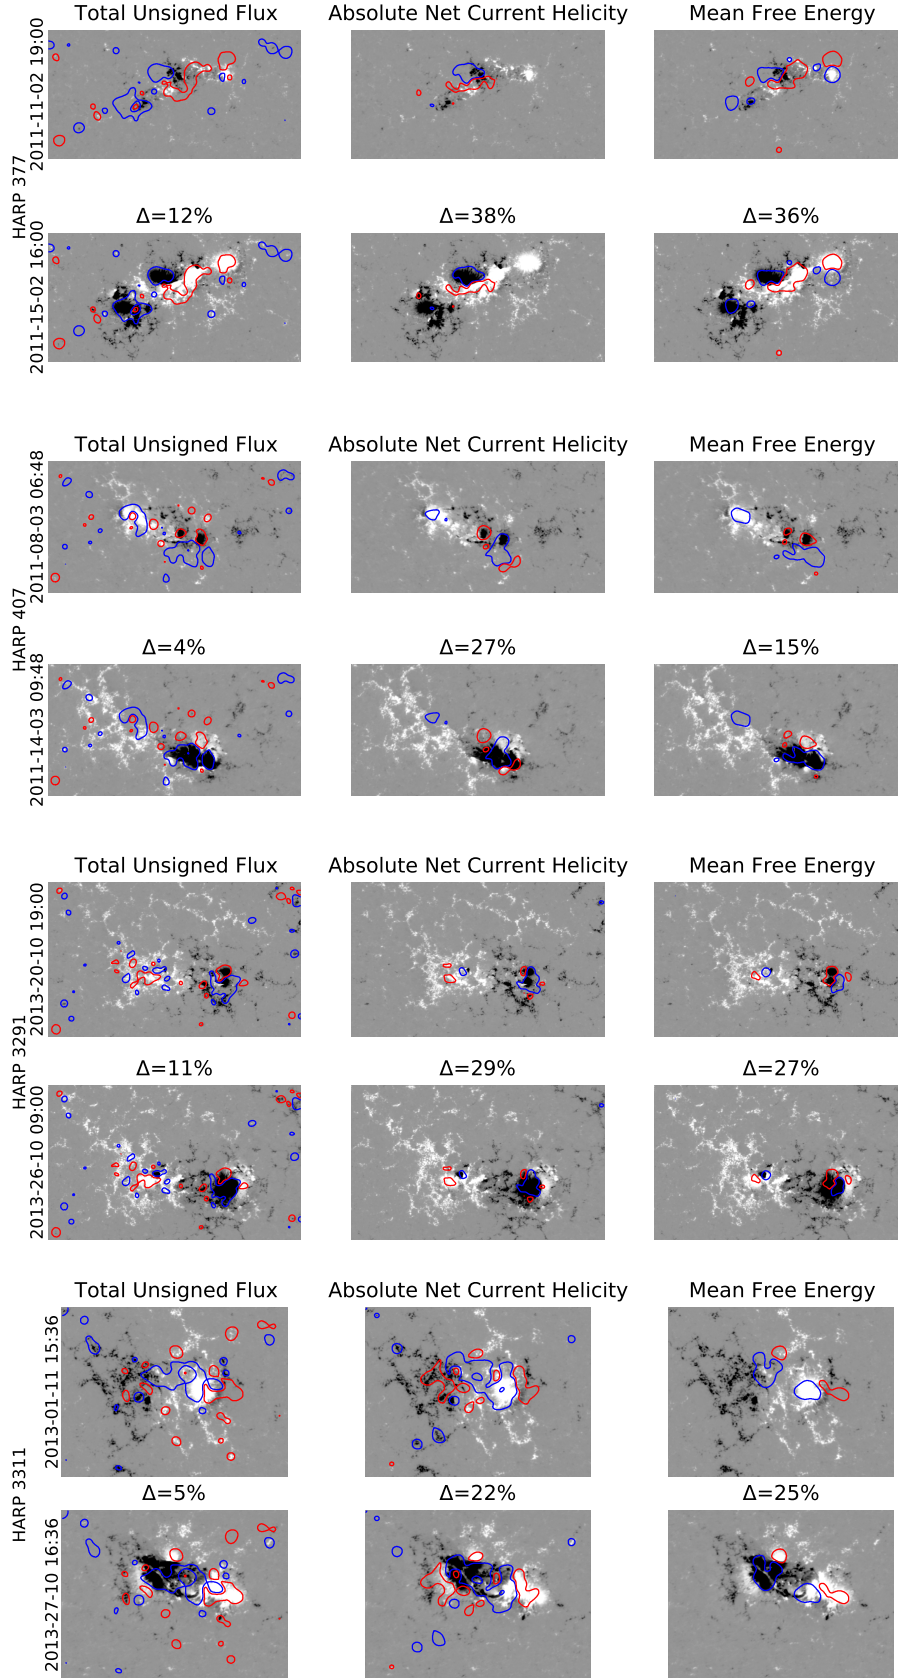 Total Unsigned Flux Absolute Net Current Helicity Mean Free Energy
HARP 377
2011-11-02 19:00
Δ=12% Δ=38% Δ=36%
2011-15-02 16:00
Total Unsigned Flux Absolute Net Current Helicity Mean Free Energy
HARP 407
2011-08-03 06:48
Δ=4% Δ=27% Δ=15%
2011-14-03 09:48
Total Unsigned Flux Absolute Net Current Helicity Mean Free Energy
HARP 3291
2013-20-10 19:00
Δ=11% Δ=29% Δ=27%
2013-26-10 09:00
Total Unsigned Flux Absolute Net Current Helicity Mean Free Energy
HARP 3311
2013-01-11 15:36
Δ=5% Δ=22% Δ=25%
2013-27-10 16:36